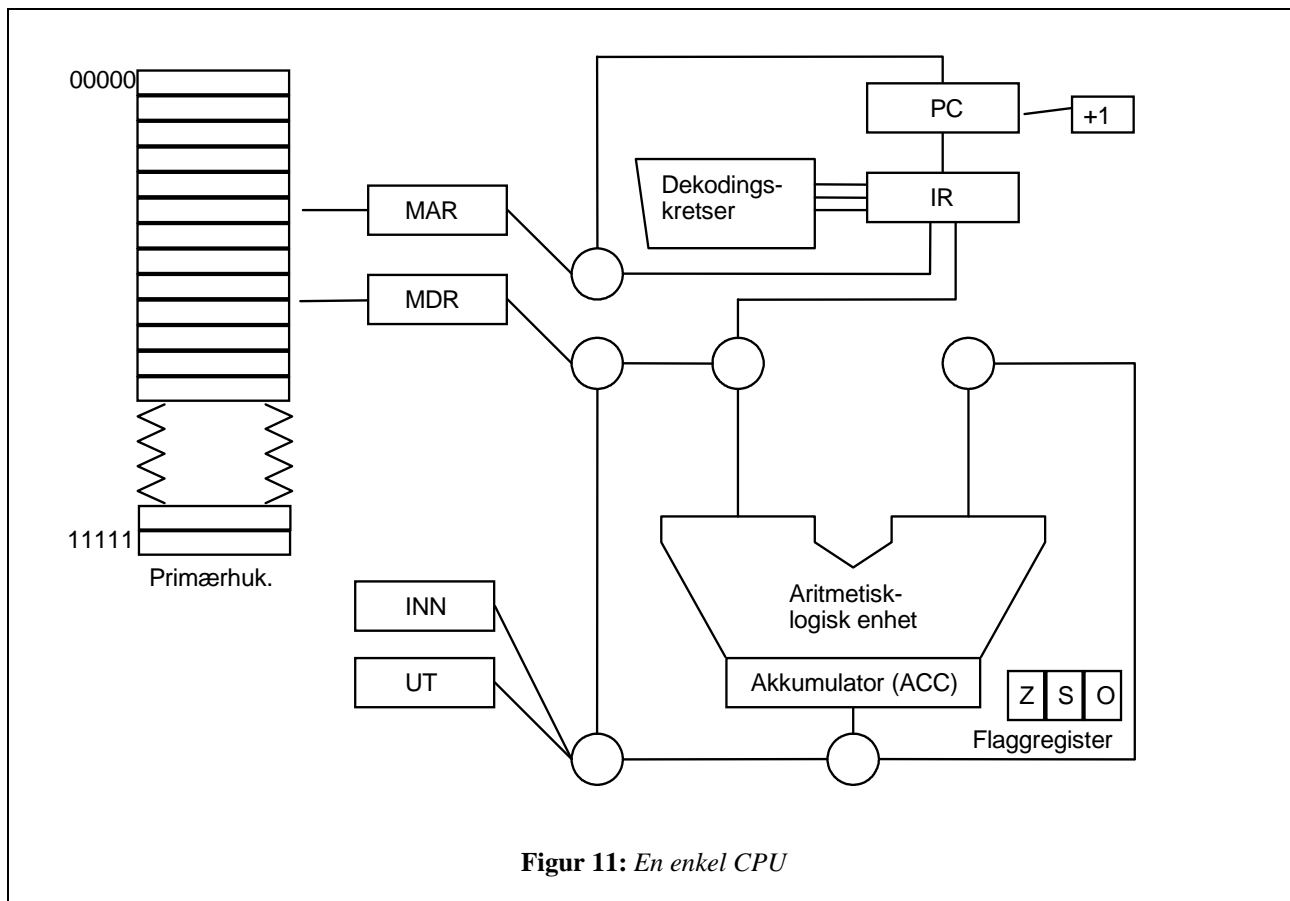 00000
PC
+1
Dekodings-
kretser
IR
MAR
MDR
11111
Primærhuk.
INN
UT
Aritmetisk-
logisk enhet
Akkumulator (ACC)
Z S O
Flaggregister
Figur 11: En enkel CPU